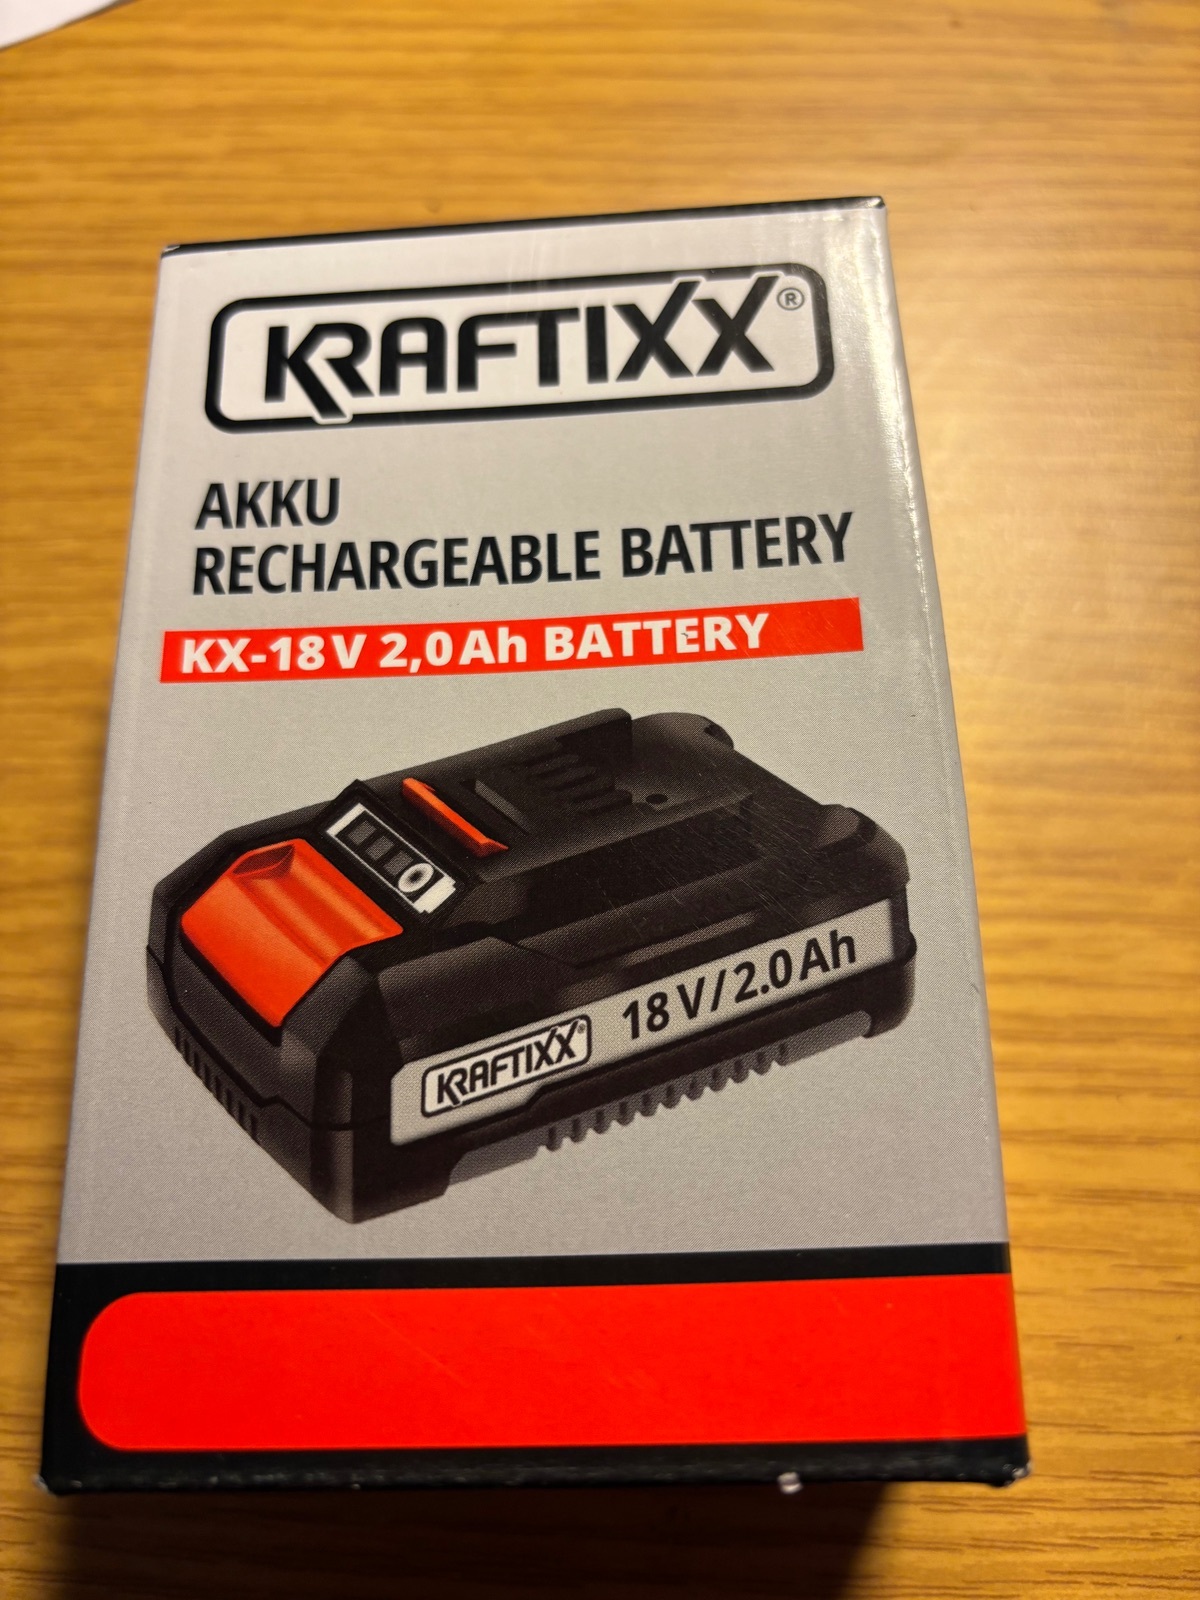 KRAFTIXX®
AKKU
RECHARGEABLE BATTERY
KX-18V 2,0Ah BATTERY
KRAFTIXX® 18V/2.0Ah